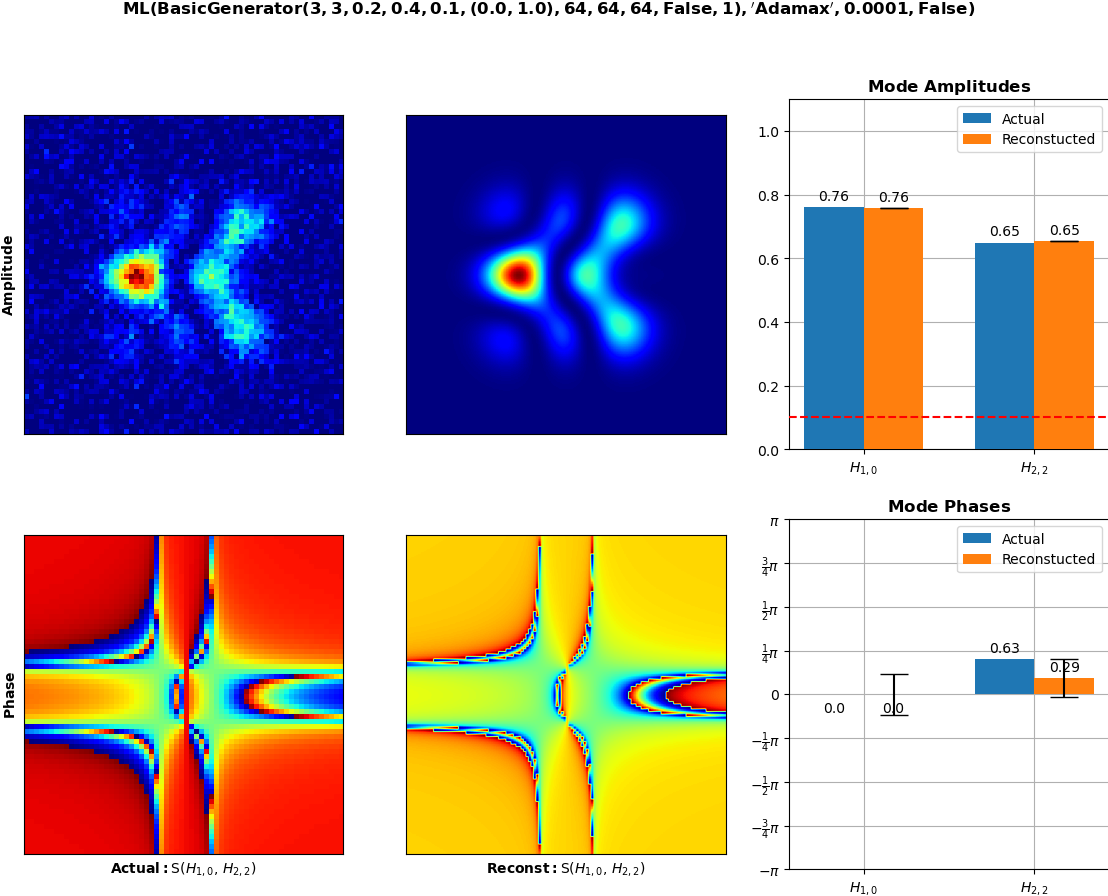 ML(BasicGenerator(3, 3, 0.2, 0.4, 0.1, (0.0, 1.0), 64, 64, 64, False, 1), ′Adamax′, 0.0001, False)
Amplitude
Mode Amplitudes
Actual
Reconstucted
1.0
0.8
0.6
0.4
0.2
0.0
0.76
0.76
0.65
0.65
H1,0
H2,2
Phase
Actual: S(H1,0, H2,2)
Reconst: S(H1,0, H2,2)
Mode Phases
Actual
Reconstucted
π
3/4π
1/2π
1/4π
0
−1/4π
−1/2π
−3/4π
−π
0.0
0.0
0.63
0.29
H1,0
H2,2